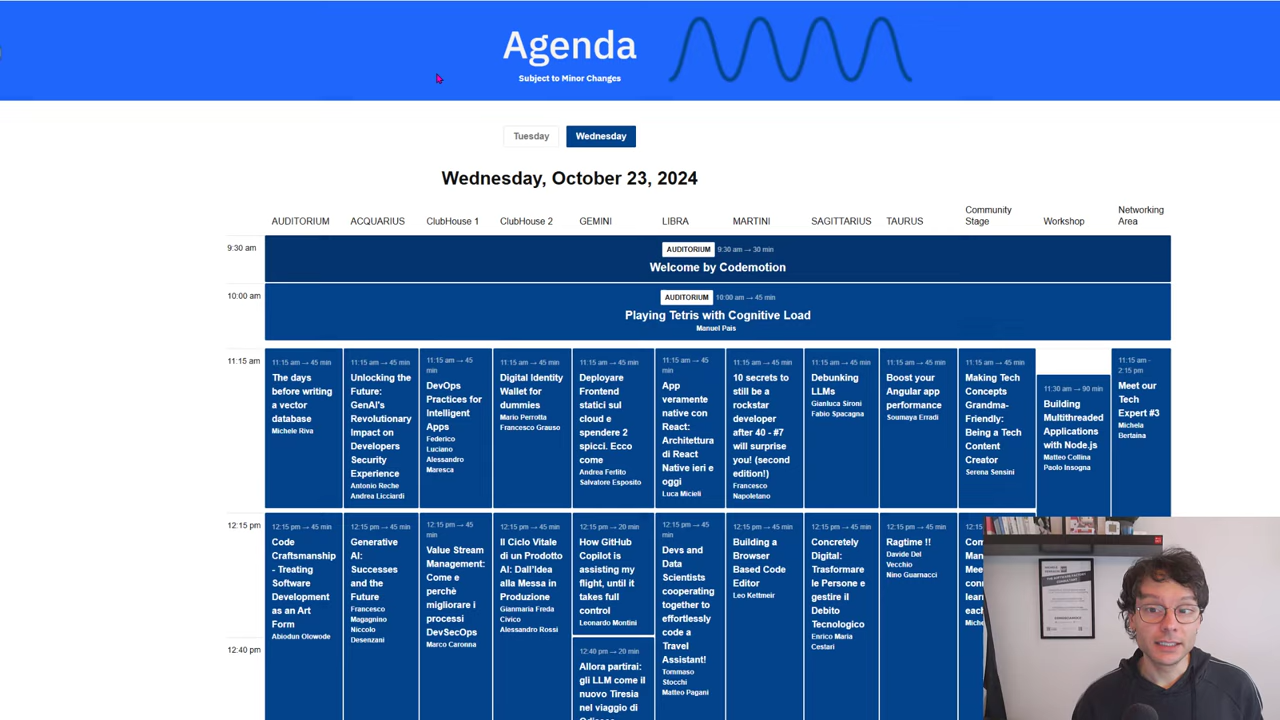 Agenda
Subject to Minor Changes
Tuesday
Wednesday
Wednesday, October 23, 2024
AUDITORIUM
ACQUARIUS
ClubHouse 1
ClubHouse 2
GEMINI
LIBRA
MARTINI
SAGITTARIUS
TAURUS
Community
Stage
Workshop
Networking
Area
9:30 am
AUDITORIUM 9:30 am → 30 min
Welcome by Codemotion
10:00 am
AUDITORIUM 10:00 am → 45 min
Playing Tetris with Cognitive Load
Manuel Pais
11:15 am
11:15 am → 45 min
The days
before writing
a vector
database
Michele Riva
11:15 am → 45 min
Unlocking the
Future:
GenAI's
Revolutionary
Impact on
Developers
Security
Experience
Antonio Reche
Andrea Licciardi
11:15 am → 45
min
DevOps
Practices for
Intelligent
Apps
Federico
Luciano
Alessandro
Maresca
11:15 am → 45 min
Digital Identity
Wallet for
dummies
Mario Perrotta
Francesco Grauso
11:15 am → 45 min
Deployare
Frontend
statici sul
cloud e
spendere 2
spicci. Ecco
come
Andrea Ferlito
Salvatore Esposito
11:15 am → 45
min
App
veramente
native con
React:
Architettura
di React
Native ieri e
oggi
Luca Micieli
11:15 am → 45 min
10 secrets to
still be a
rockstar
developer
after 40 - #7
will surprise
you! (second
edition!)
Francesco
Napoletano
11:15 am → 45 min
Debunking
LLMs
Gianluca Sironi
Fabio Spacagna
11:15 am → 45 min
Boost your
Angular app
performance
Soumaya Erradi
11:15 am → 45 min
Making Tech
Concepts
Grandma-
Friendly:
Being a Tech
Content
Creator
Serena Sensini
11:30 am → 90 min
Building
Multithreaded
Applications
with Node.js
Matteo Collina
Paolo Insogna
11:15 am -
2:15 pm
Meet our
Tech
Expert #3
Michela
Bertaina
12:15 pm
12:15 pm → 45 min
Code
Craftsmanship
- Treating
Software
Development
as an Art
Form
Abiodun Olowode
12:15 pm → 45 min
Generative
AI:
Successes
and the
Future
Francesco
Magagnino
Niccolo
Desenzani
12:15 pm → 45
min
Value Stream
Management:
Come e
perchè
migliorare i
processi
DevSecOps
Marco Caronna
12:15 pm → 45 min
Il Ciclo Vitale
di un Prodotto
AI: Dall'Idea
alla Messa in
Produzione
Gianmaria Freda
Civico
Alessandro Rossi
12:15 pm → 20 min
How GitHub
Copilot is
assisting my
flight, until it
takes full
control
Leonardo Montini
12:15 pm → 45
min
Devs and
Data
Scientists
cooperating
together to
effortlessly
code a
Travel
Assistant!
Tommaso
Stocchi
Matteo Pagani
12:15 pm → 45 min
Building a
Browser
Based Code
Editor
Leo Kettmeir
12:15 pm → 45 min
Concretely
Digital:
Trasformare
le Persone e
gestire il
Debito
Tecnologico
Enrico Maria
Cestari
12:15 pm → 45 min
Ragtime !!
Davide Del
Vecchio
Nino Guarnacci
12:15
Com
Man
Mee
con
lear
each
Miche
12:40 pm
12:40 pm → 20 min
Allora partirai:
gli LLM come il
nuovo Tiresia
nel viaggio di